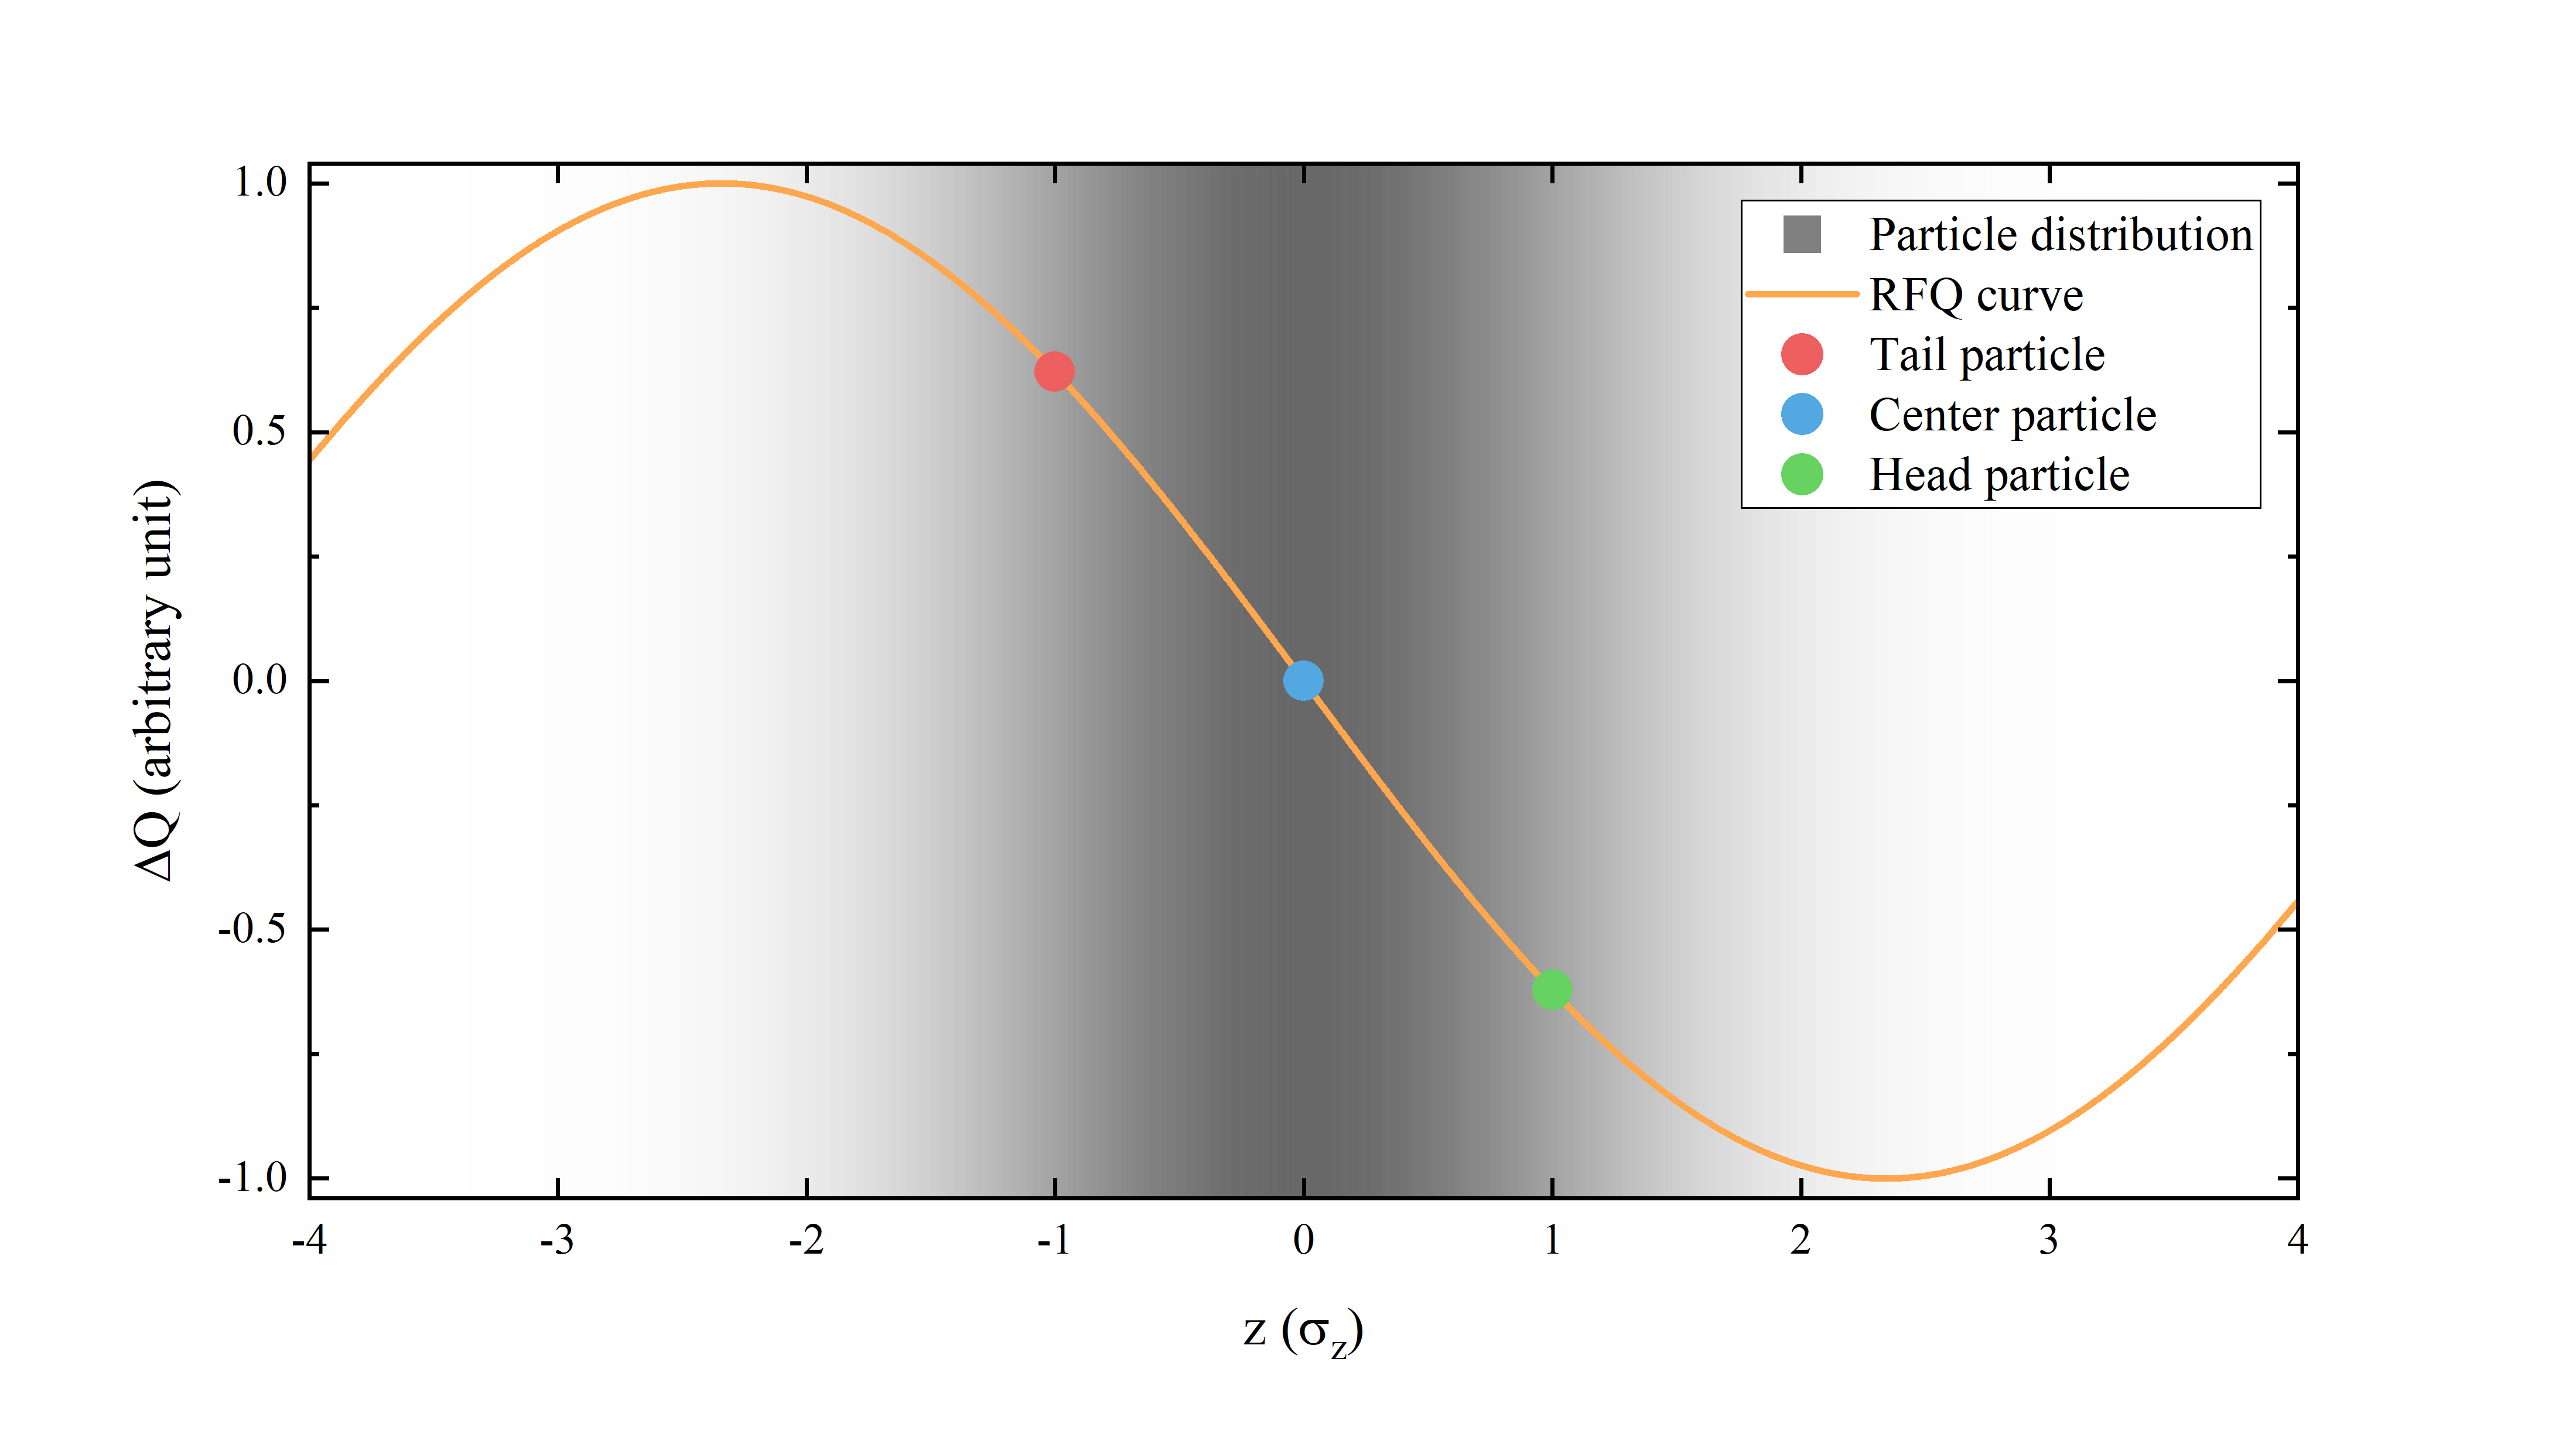 1.0
0.5
0.0
-0.5
-1.0
ΔQ (arbitrary unit)
Particle distribution
RFQ curve
Tail particle
Center particle
Head particle
-4 -3 -2 -1 0 1 2 3 4
z (σz)